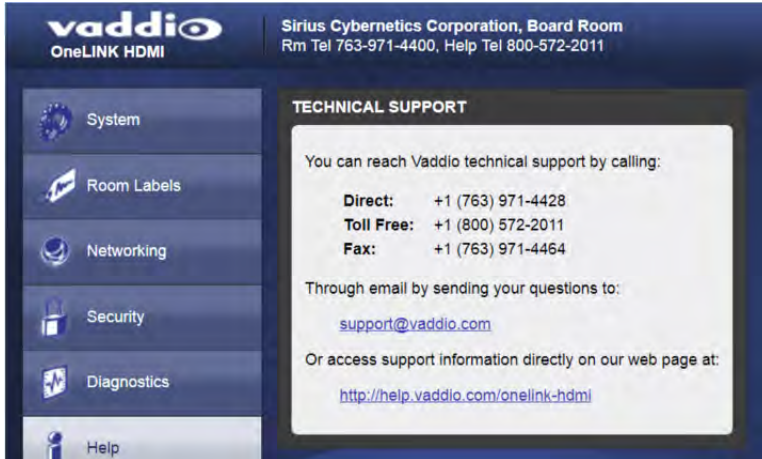 vaddio
OneLINK HDMI
Sirius Cybernetics Corporation, Board Room
Rm Tel 763-971-4400, Help Tel 800-572-2011
System
Room Labels
Networking
Security
Diagnostics
Help
TECHNICAL SUPPORT
You can reach Vaddio technical support by calling:
Direct: +1 (763) 971-4428
Toll Free: +1 (800) 572-2011
Fax: +1 (763) 971-4464
Through email by sending your questions to:
support@vaddio.com
Or access support information directly on our web page at:
http://help.vaddio.com/onelink-hdmi